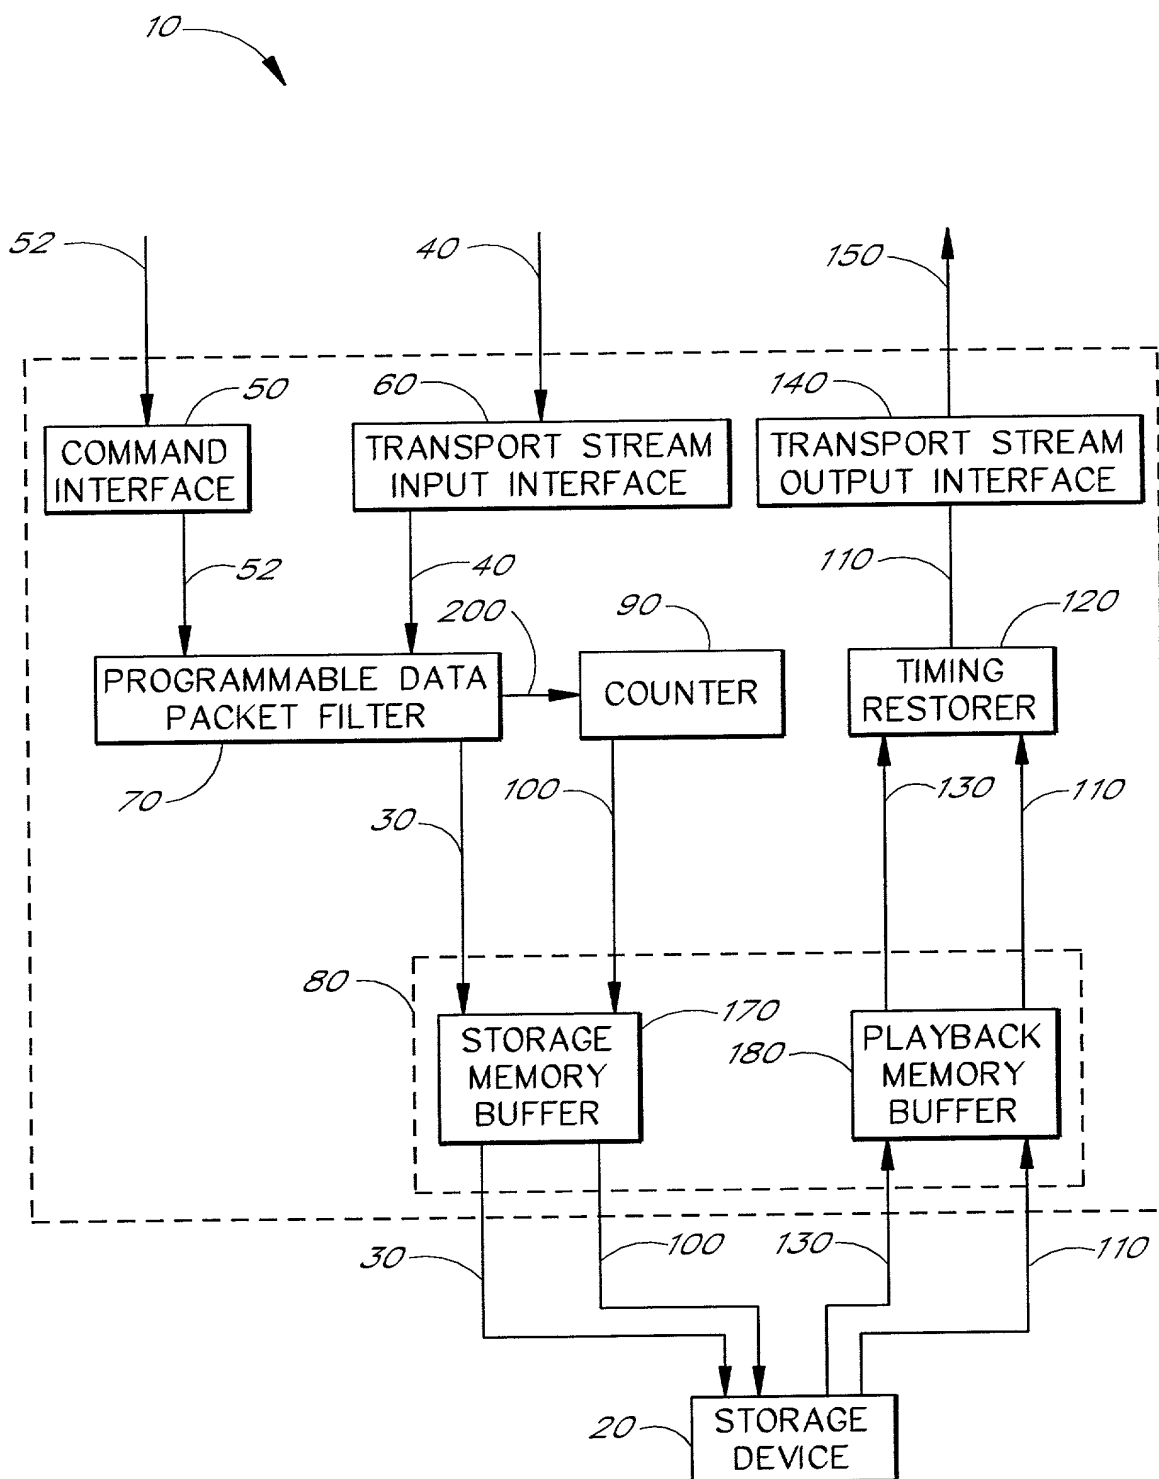 10
52
40
150
50
60
140
COMMAND
INTERFACE
TRANSPORT STREAM
INPUT INTERFACE
TRANSPORT STREAM
OUTPUT INTERFACE
52
40
110
200
90
120
PROGRAMMABLE DATA
PACKET FILTER
COUNTER
TIMING
RESTORER
70
30
100
130
110
80
170
180
STORAGE
MEMORY
BUFFER
PLAYBACK
MEMORY
BUFFER
30
100
130
110
20
STORAGE
DEVICE